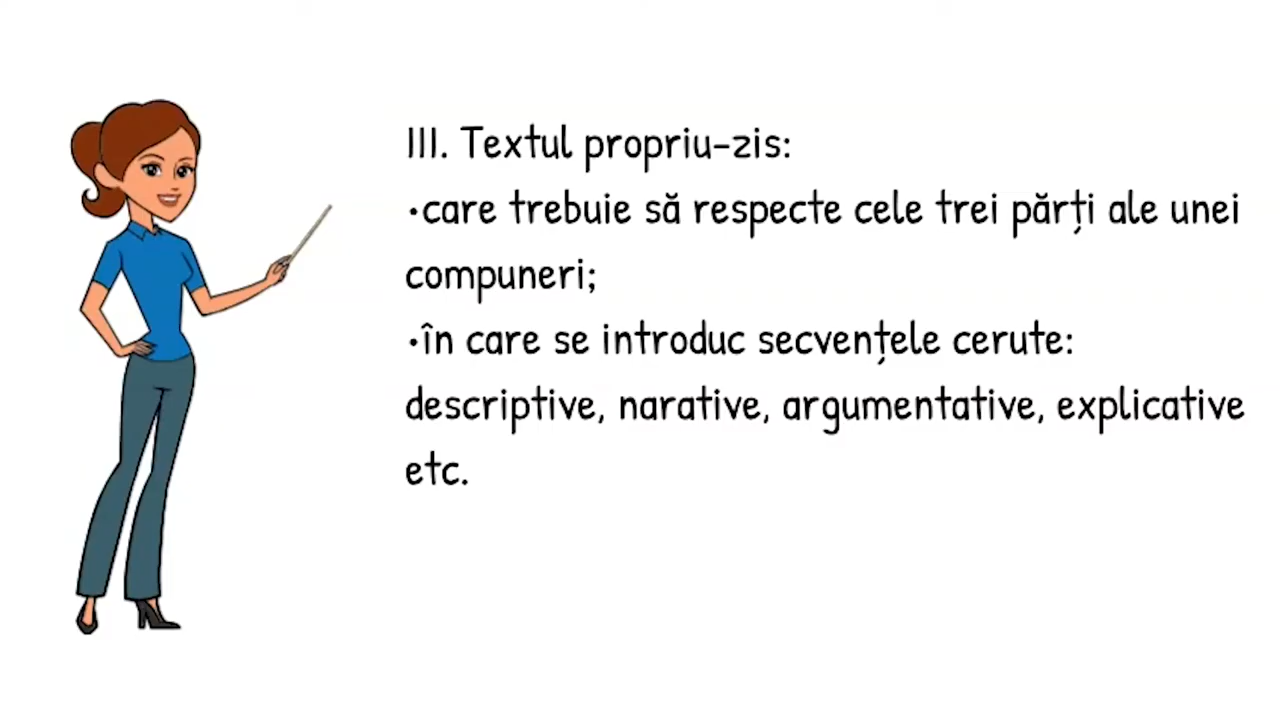 III. Textul propriu-zis:
•care trebuie să respecte cele trei părți ale unei
compuneri;
•în care se introduc secvențele cerute:
descriptive, narative, argumentative, explicative
etc.